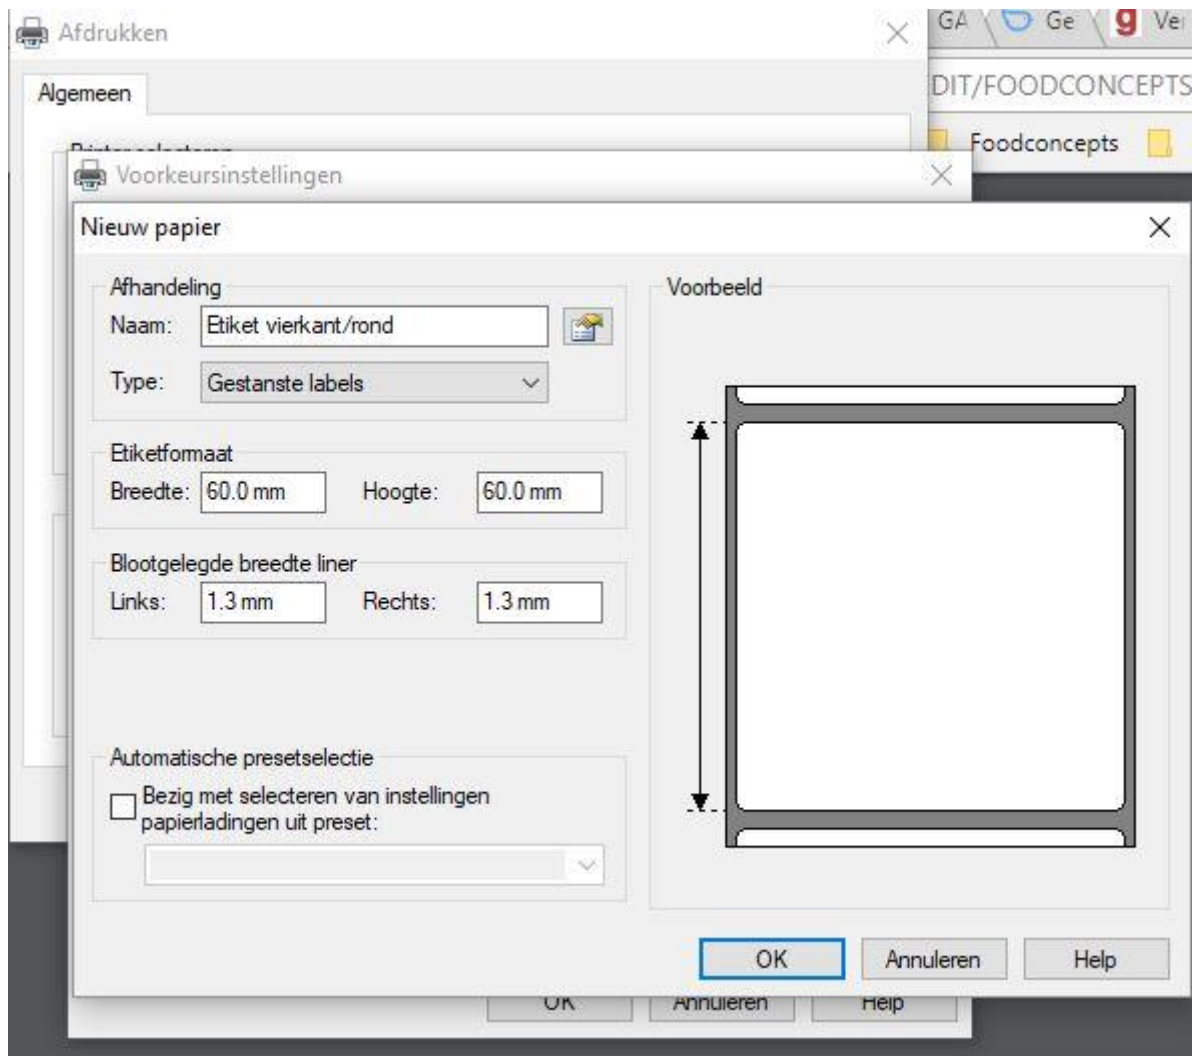 Afdrukken
GA
Ge
g
Ver
Algemeen
DIT/FOODCONCEPTS
Foodconcepts
Printer selecteren
Voorkeursinstellingen
Nieuw papier
Afhandeling
Naam: Etiket vierkant/rond
Type: Gestanste labels
Etiketformaat
Breedte: 60.0 mm Hoogte: 60.0 mm
Blootgelegde breedte liner
Links: 1.3 mm Rechts: 1.3 mm
Automatische presetselectie
Bezig met selecteren van instellingen
papierladingen uit preset:
Voorbeeld
OK Annuleren Help
OK Annuleren Help